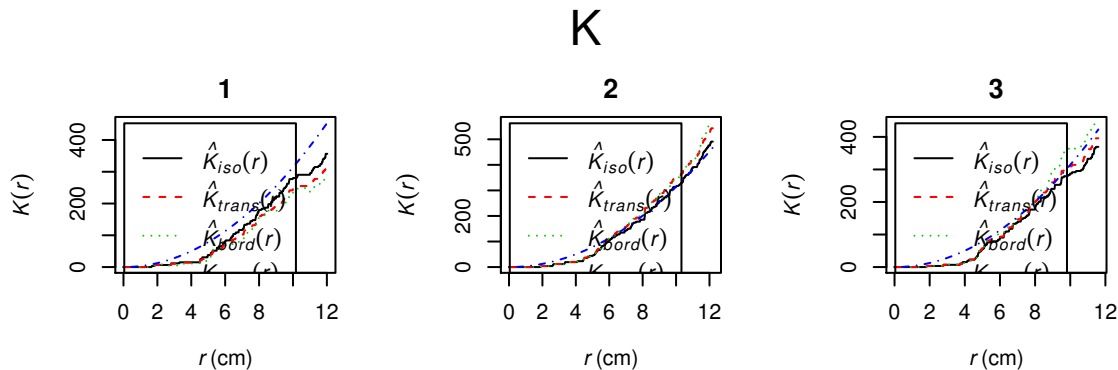 K
1
K(r)
0 200 400
K̂iso(r)
K̂trans(r)
K̂bord(r)
0 2 4 6 8 12
r (cm)
2
K(r)
0 200 500
K̂iso(r)
K̂trans(r)
K̂bord(r)
0 2 4 6 8 12
r (cm)
3
K(r)
0 200 400
K̂iso(r)
K̂trans(r)
K̂bord(r)
0 2 4 6 8 12
r (cm)